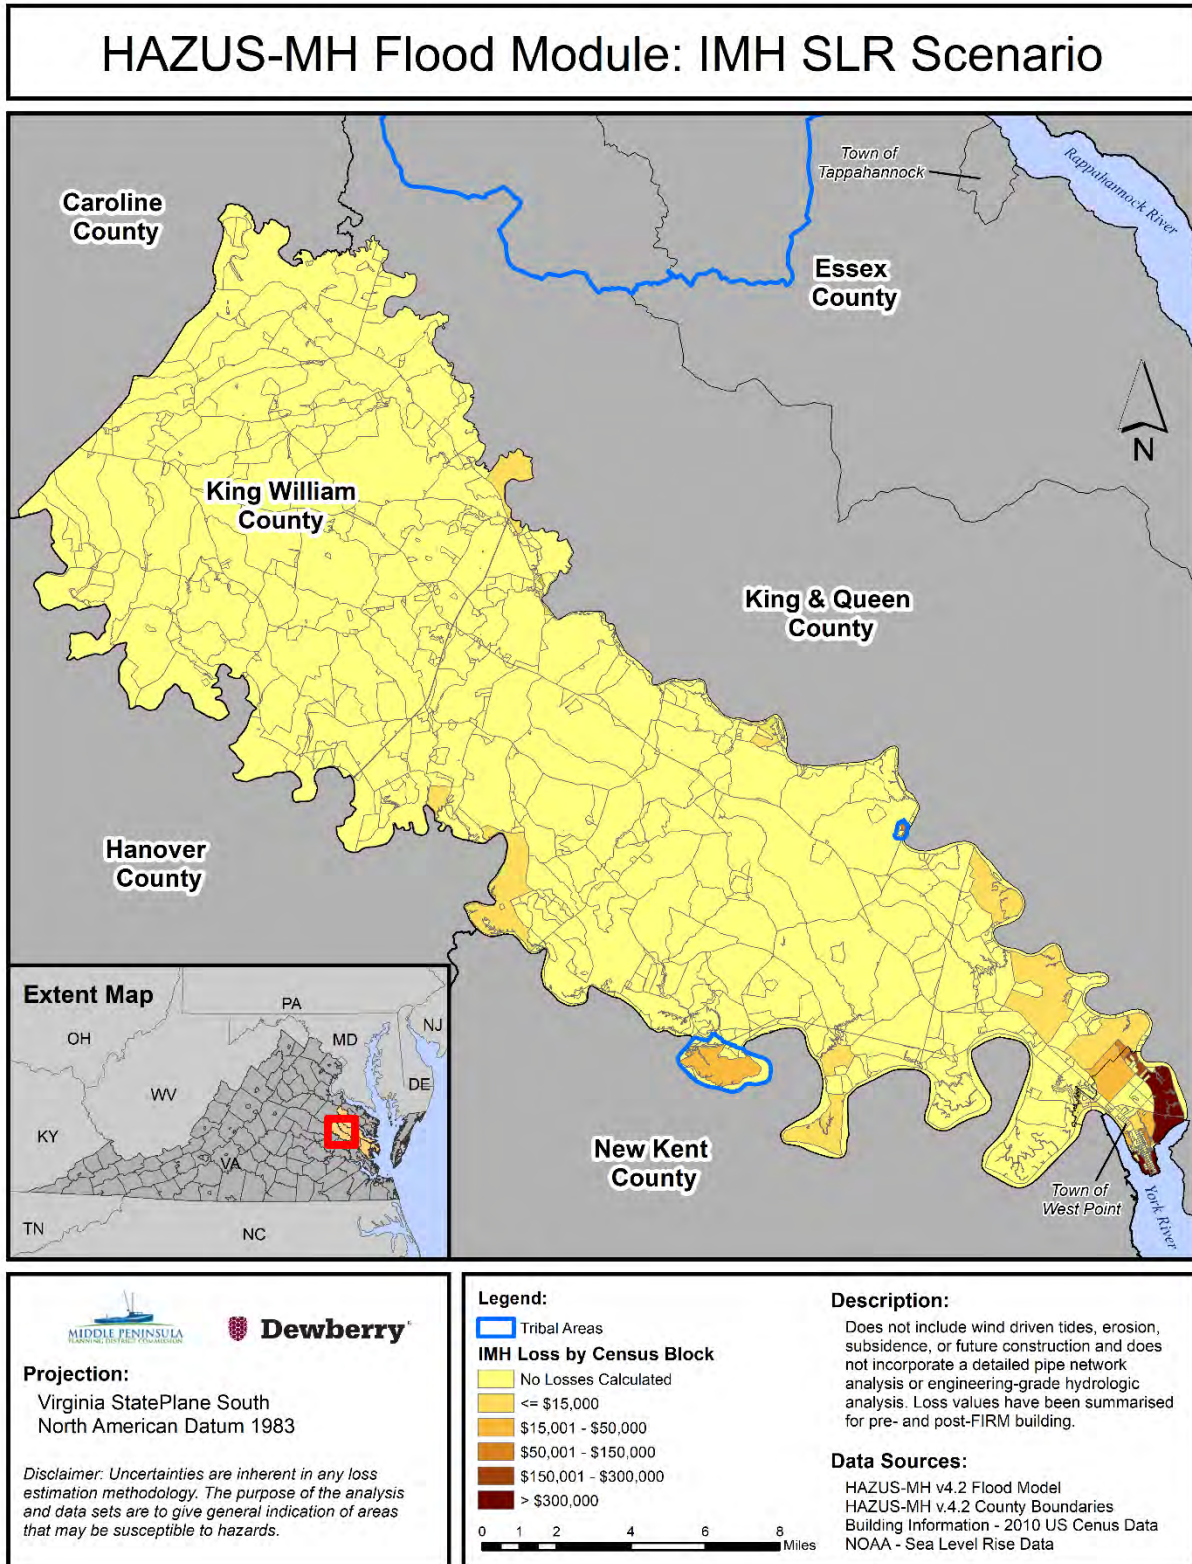 HAZUS-MH Flood Module: IMH SLR Scenario
Caroline
County
Town of
Tappahannock
Rappahannock River
Essex
County
N
King William
County
King & Queen
County
Hanover
County
New Kent
County
Town of
West Point
York River
Extent Map
PA
OH
MD
NJ
WV
DE
KY
VA
TN
NC
MIDDLE PENINSULA
PLANNING DISTRICT COMMISSION
Dewberry
Projection:
Virginia StatePlane South
North American Datum 1983
Disclaimer: Uncertainties are inherent in any loss
estimation methodology. The purpose of the analysis
and data sets are to give general indication of areas
that may be susceptible to hazards.
Legend:
Tribal Areas
IMH Loss by Census Block
No Losses Calculated
<= $15,000
$15,001 - $50,000
$50,001 - $150,000
$150,001 - $300,000
> $300,000
0 1 2 4 6 8
Miles
Description:
Does not include wind driven tides, erosion,
subsidence, or future construction and does
not incorporate a detailed pipe network
analysis or engineering-grade hydrologic
analysis. Loss values have been summarised
for pre- and post-FIRM building.
Data Sources:
HAZUS-MH v4.2 Flood Model
HAZUS-MH v.4.2 County Boundaries
Building Information - 2010 US Cenus Data
NOAA - Sea Level Rise Data